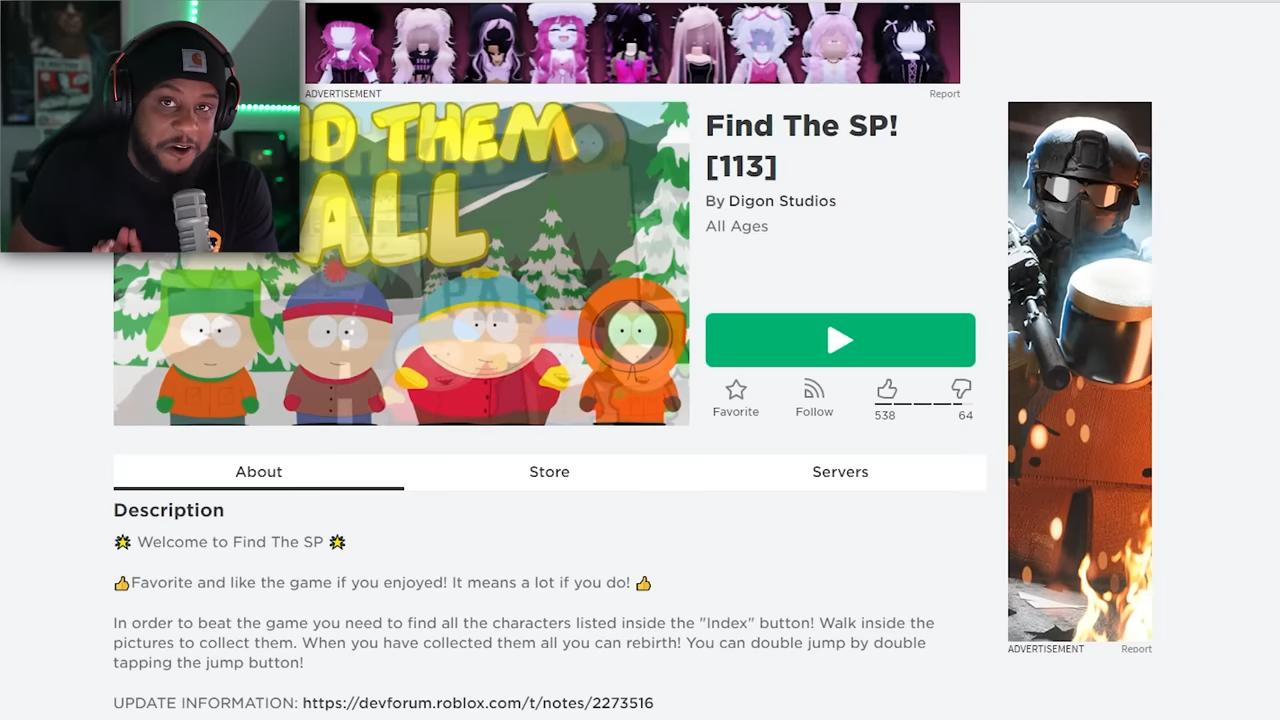 ADVERTISEMENT
Report
D THEM
ALL
Find The SP!
[113]
By Digon Studios
All Ages
Favorite
Follow
538
64
About
Store
Servers
Description
🌟 Welcome to Find The SP 🌟
👍Favorite and like the game if you enjoyed! It means a lot if you do! 👍
In order to beat the game you need to find all the characters listed inside the "Index" button! Walk inside the
pictures to collect them. When you have collected them all you can rebirth! You can double jump by double
tapping the jump button!
UPDATE INFORMATION: https://devforum.roblox.com/t/notes/2273516
ADVERTISEMENT
Report